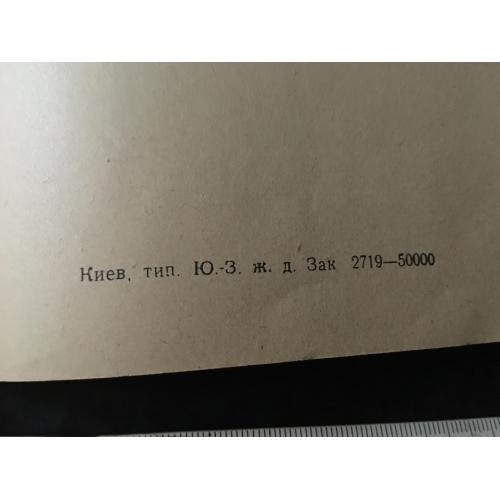 Киев, тип. Ю.-З. ж. д. Зак 2719—50000